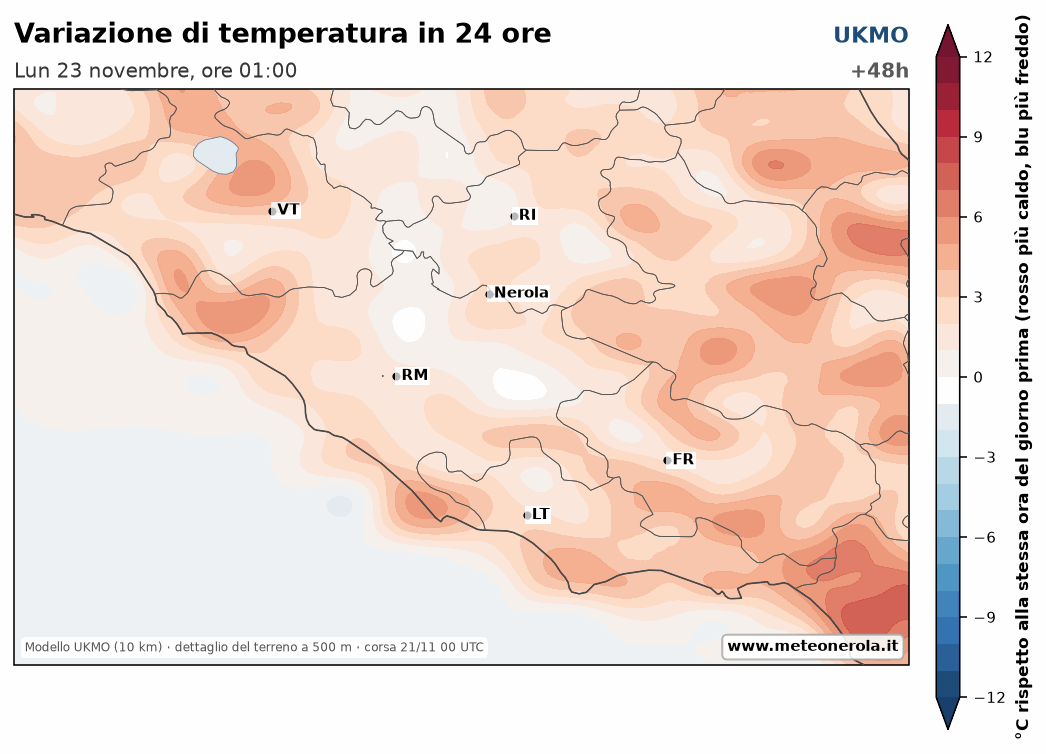 Variazione di temperatura in 24 ore
UKMO
Lun 23 novembre, ore 01:00
+48h
VT
RI
Nerola
RM
FR
LT
Modello UKMO (10 km) · dettaglio del terreno a 500 m · corsa 21/11 00 UTC
www.meteonerola.it
12
9
6
3
0
−3
−6
−9
−12
°C rispetto alla stessa ora del giorno prima (rosso più caldo, blu più freddo)